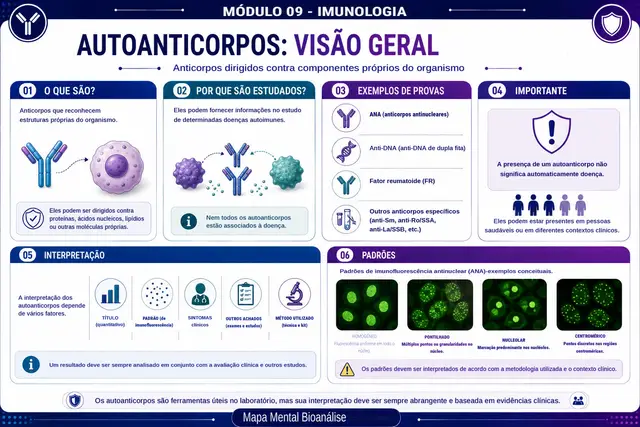 MÓDULO 09 - IMUNOLOGIA
AUTOANTICORPOS: VISÃO GERAL
Anticorpos dirigidos contra componentes próprios do organismo
01 O QUE SÃO?
Anticorpos que reconhecem
estruturas próprias do organismo.
Eles podem ser dirigidos contra
proteínas, ácidos nucleicos, lipídios
ou outras moléculas próprias.
02 POR QUE SÃO ESTUDADOS?
Eles podem fornecer informações no estudo
de determinadas doenças autoimunes.
Nem todos os autoanticorpos
estão associados à doença.
03 EXEMPLOS DE PROVAS
ANA (anticorpos antinucleares)
Anti-DNA (anti-DNA de dupla fita)
Fator reumatoide (FR)
Outros anticorpos específicos
(anti-Sm, anti-Ro/SSA,
anti-La/SSB, etc.)
04 IMPORTANTE
A presença de um autoanticorpo não
significa automaticamente doença.
Eles podem estar presentes em pessoas
saudáveis ou em diferentes contextos clínicos.
05 INTERPRETAÇÃO
A interpretação dos
autoanticorpos depende
de vários fatores.
TÍTULO
(quantitativo)
PADRÃO (de
imunofluorescência)
SINTOMAS
clínicos
OUTROS ACHADOS
(exames e estudos)
MÉTODO UTILIZADO
(técnica e kit)
Um resultado deve ser sempre analisado em conjunto com a avaliação clínica e outros estudos.
06 PADRÕES
Padrões de imunofluorescência antinuclear (ANA)-exemplos conceituais.
HOMOGÊNEO
PONTILHADO
Múltiplos pontos ou granularidades no
núcleo.
NUCLEOLAR
Marcação predominante nos nucléolos.
CENTROMÉRICO
Pontos discretos nas regiões
centroméricas.
Os padrões devem ser interpretados de acordo com a metodologia utilizada e o contexto clínico.
Os autoanticorpos são ferramentas úteis no laboratório, mas sua interpretação deve ser sempre abrangente e baseada em evidências clínicas.
Mapa Mental Bioanálise